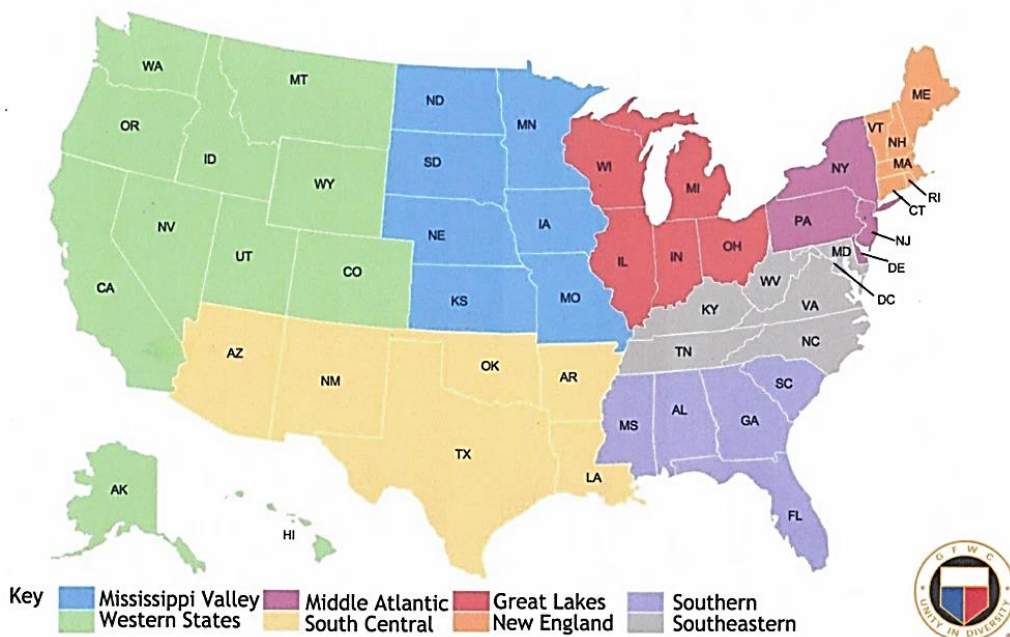 WA
MT
ND
MN
ME
OR
ID
SD
WI
MI
VT
NH
NY
MA
RI
CT
WY
NE
IA
PA
NJ
NV
UT
CO
IL
IN
OH
MD
DE
DC
CA
KS
MO
WV
VA
KY
NC
TN
AZ
NM
OK
AR
SC
MS
AL
GA
TX
LA
FL
AK
HI
GFWC
UNITY IN DIVERSITY
Key
Mississippi Valley Middle Atlantic Great Lakes Southern
Western States South Central New England Southeastern